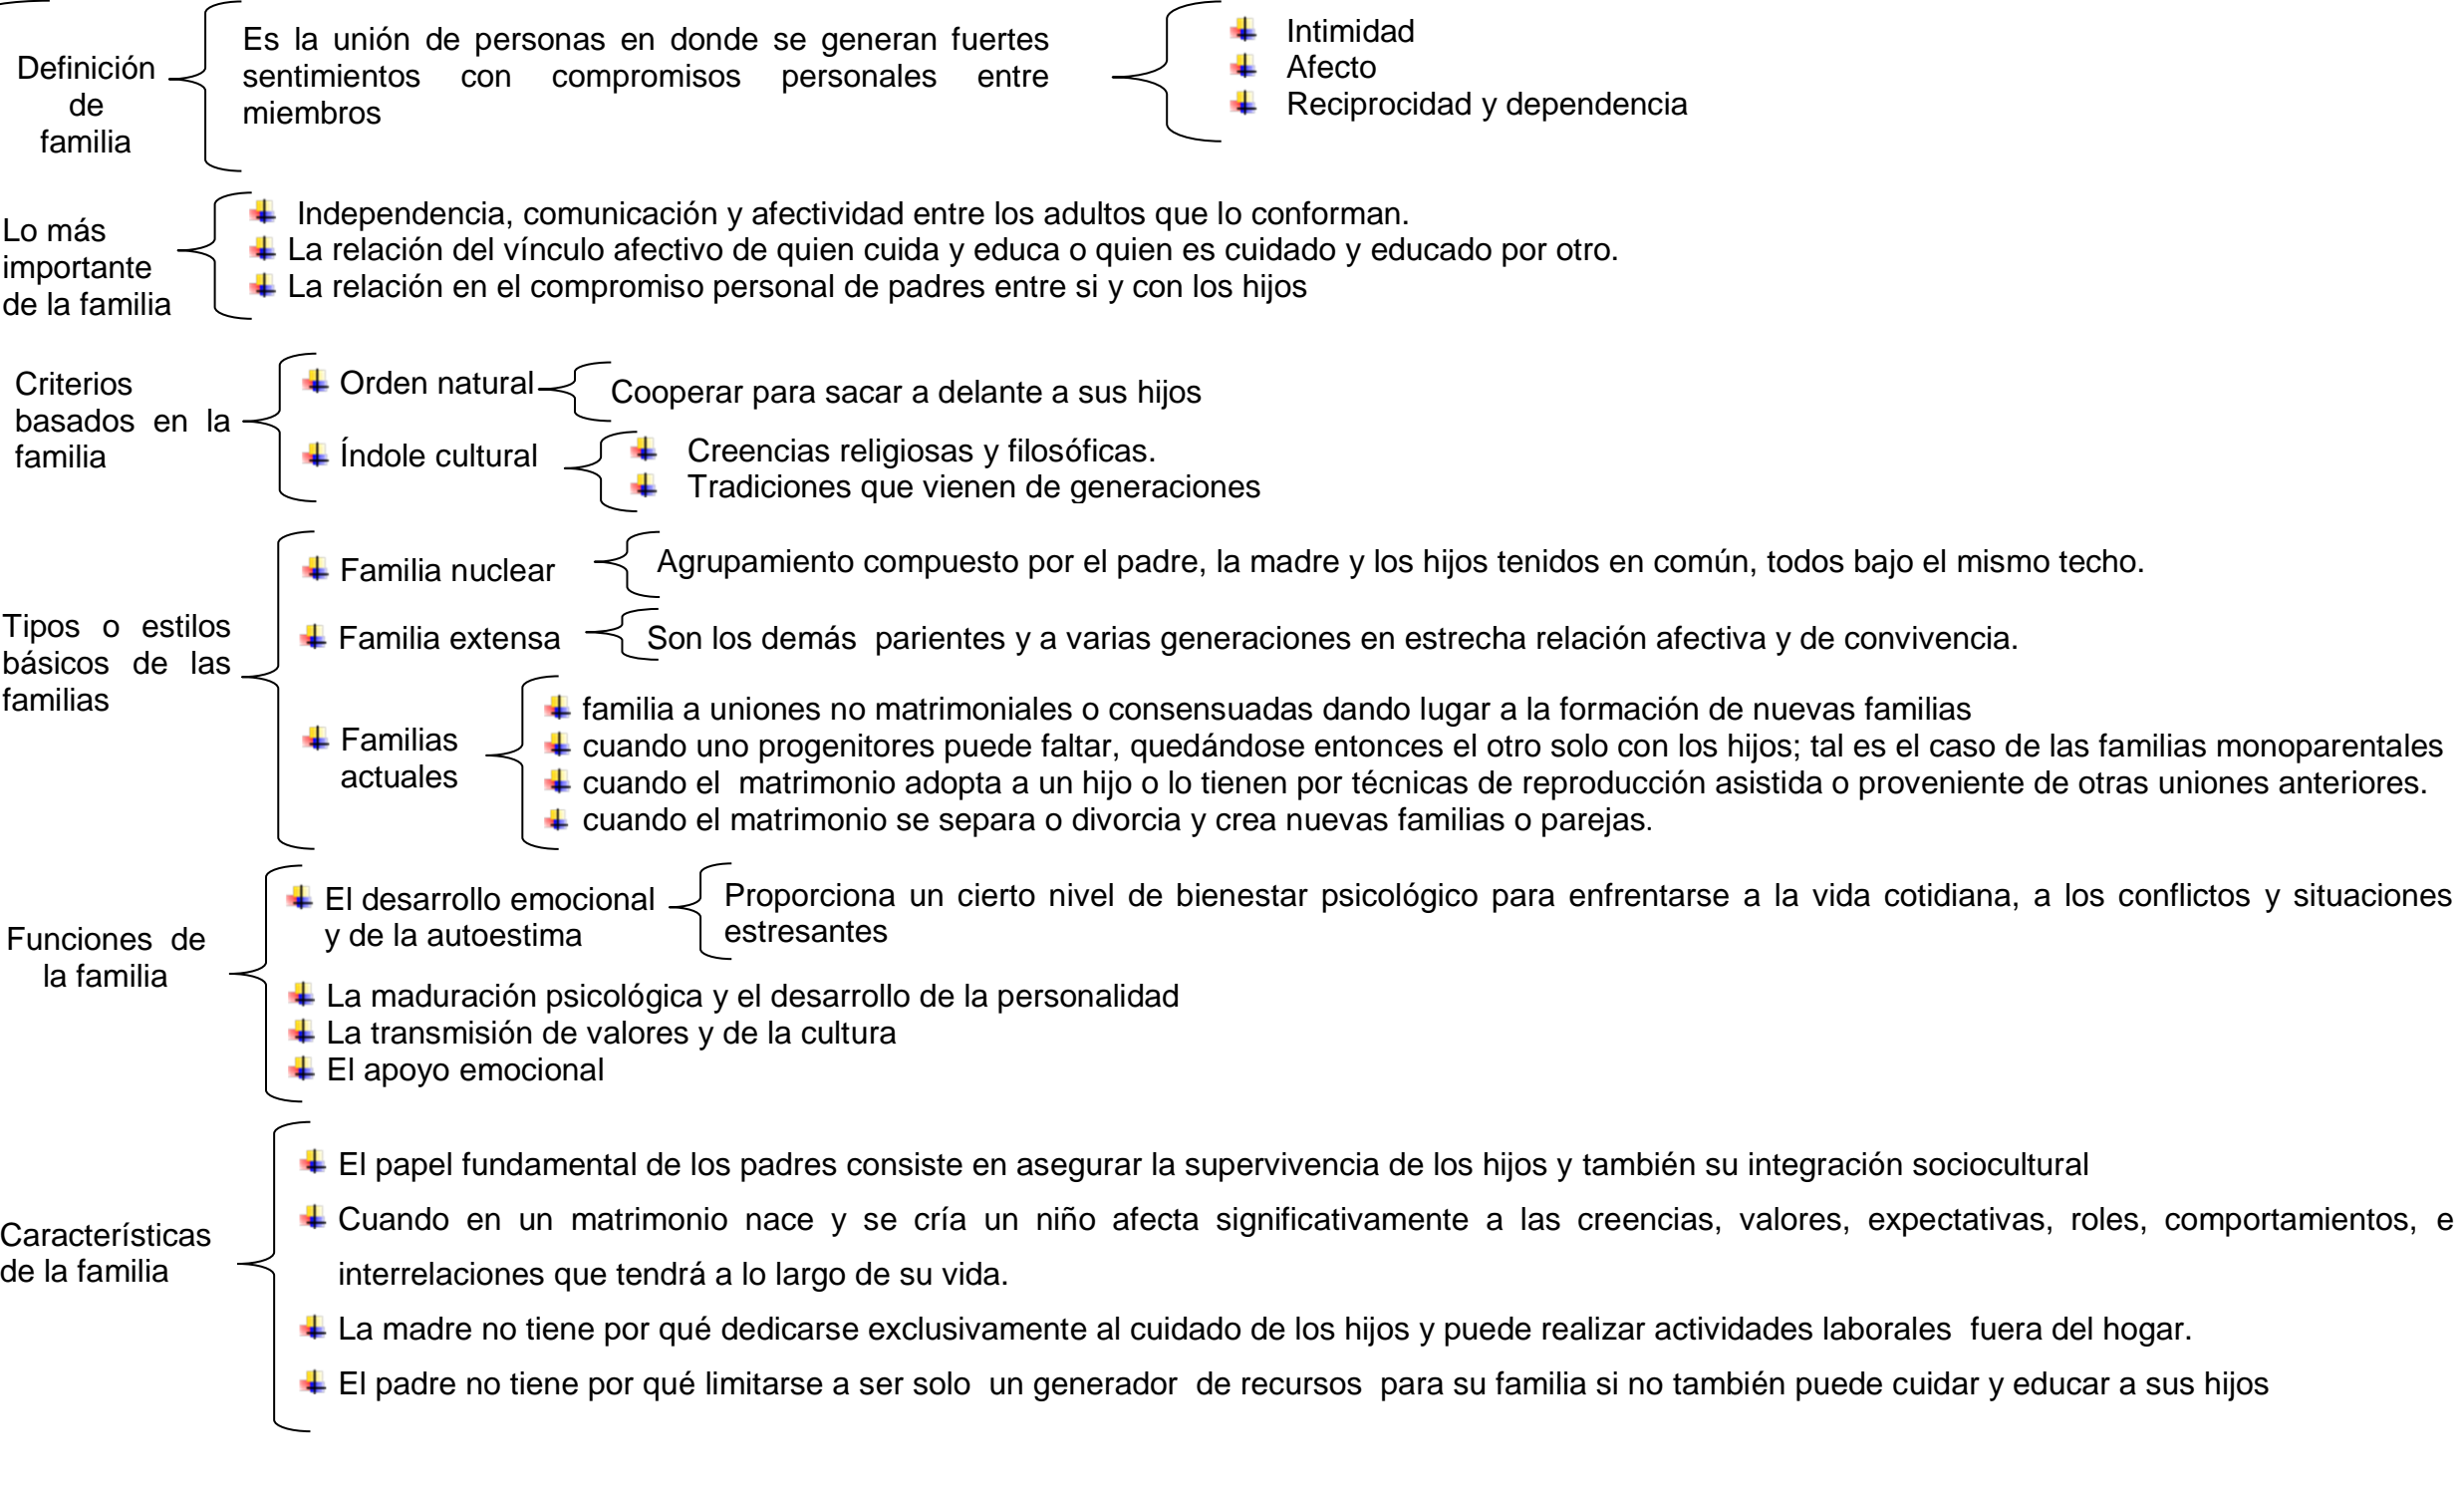 Definición
de
familia
Es la unión de personas en donde se generan fuertes
sentimientos con compromisos personales entre
miembros
Intimidad
Afecto
Reciprocidad y dependencia
Lo más
importante
de la familia
Independencia, comunicación y afectividad entre los adultos que lo conforman.
La relación del vínculo afectivo de quien cuida y educa o quien es cuidado y educado por otro.
La relación en el compromiso personal de padres entre si y con los hijos
Criterios
basados en la
familia
Orden natural
Cooperar para sacar a delante a sus hijos
Índole cultural
Creencias religiosas y filosóficas.
Tradiciones que vienen de generaciones
Tipos o estilos
básicos de las
familias
Familia nuclear
Agrupamiento compuesto por el padre, la madre y los hijos tenidos en común, todos bajo el mismo techo.
Familia extensa
Son los demás parientes y a varias generaciones en estrecha relación afectiva y de convivencia.
Familias
actuales
familia a uniones no matrimoniales o consensuadas dando lugar a la formación de nuevas familias
cuando uno progenitores puede faltar, quedándose entonces el otro solo con los hijos; tal es el caso de las familias monoparentales
cuando el matrimonio adopta a un hijo o lo tienen por técnicas de reproducción asistida o proveniente de otras uniones anteriores.
cuando el matrimonio se separa o divorcia y crea nuevas familias o parejas.
Funciones de
la familia
El desarrollo emocional
y de la autoestima
Proporciona un cierto nivel de bienestar psicológico para enfrentarse a la vida cotidiana, a los conflictos y situaciones
estresantes
La maduración psicológica y el desarrollo de la personalidad
La transmisión de valores y de la cultura
El apoyo emocional
Características
de la familia
El papel fundamental de los padres consiste en asegurar la supervivencia de los hijos y también su integración sociocultural
Cuando en un matrimonio nace y se cría un niño afecta significativamente a las creencias, valores, expectativas, roles, comportamientos, e
interrelaciones que tendrá a lo largo de su vida.
La madre no tiene por qué dedicarse exclusivamente al cuidado de los hijos y puede realizar actividades laborales fuera del hogar.
El padre no tiene por qué limitarse a ser solo un generador de recursos para su familia si no también puede cuidar y educar a sus hijos